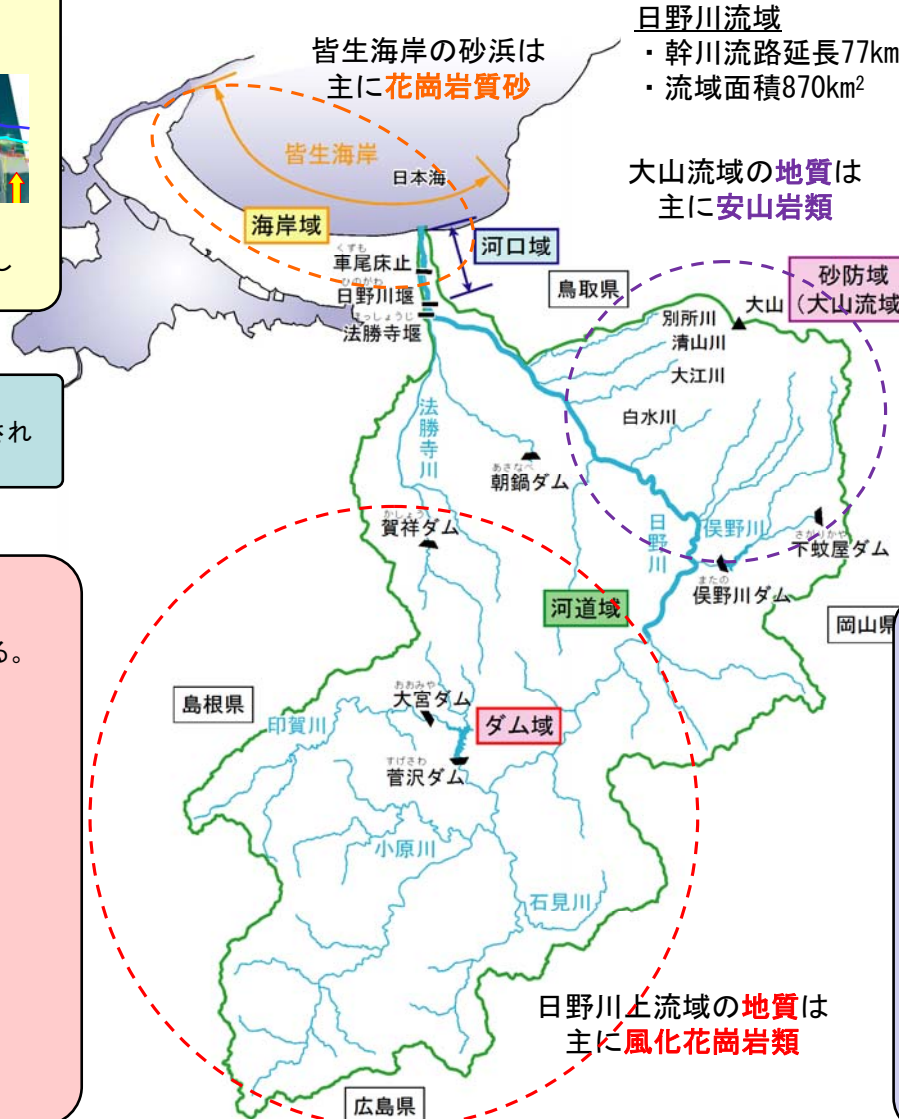 日野川流域
・幹川流路延長77km
・流域面積870km²
皆生海岸の砂浜は
主に花崗岩質砂
皆生海岸
日本海
大山流域の地質は
主に安山岩類
海岸域
河口域
くずも
車尾床止
ひのがわ
日野川堰
ほっしょうじ
法勝寺堰
鳥取県
砂防域
(大山流域
大山
別所川
清山川
大江川
白水川
し
され
法勝寺川
あさなべ
朝鍋ダム
かしょう
賀祥ダム
日野川
俣野川
さがりかや
下蚊屋ダム
またの
俣野川ダム
河道域
岡山県
る。
島根県
おおみや
大宮ダム
印賀川
ダム域
すげさわ
菅沢ダム
小原川
石見川
日野川上流域の地質は
主に風化花崗岩類
広島県